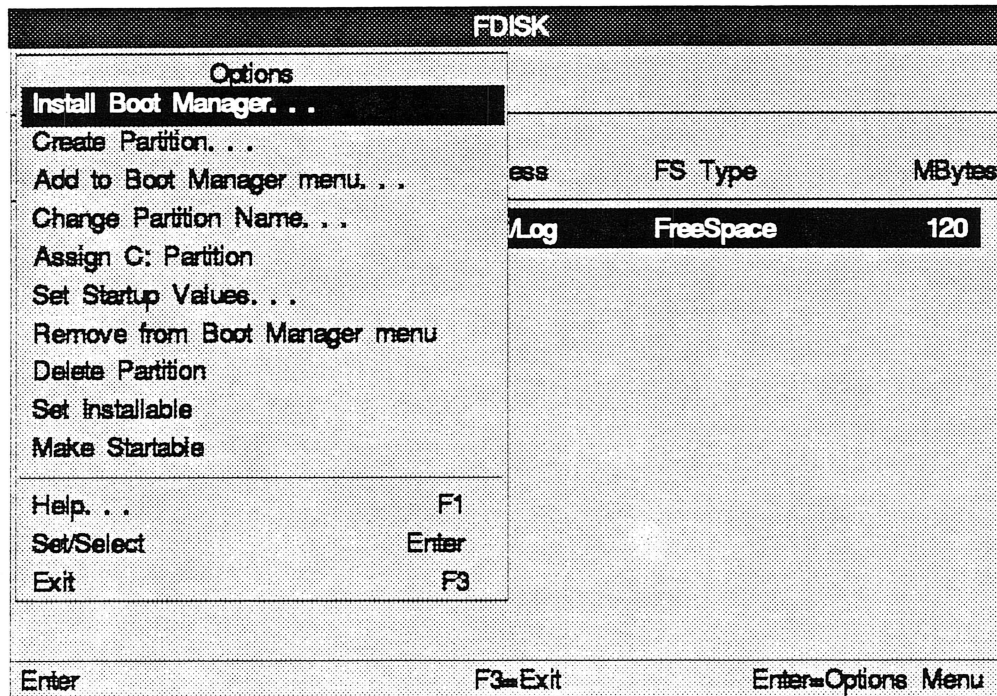 FDISK
Options
Install Boot Manager. . .
Create Partition. . .
Add to Boot Manager menu. . .
Change Partition Name. . .
Assign C: Partition
Set Startup Values. . .
Remove from Boot Manager menu
Delete Partition
Set Installable
Make Startable
Help. . . F1
Set/Select Enter
Exit F3
ess FS Type MBytes
/Log FreeSpace 120
Enter F3=Exit Enter=Options Menu